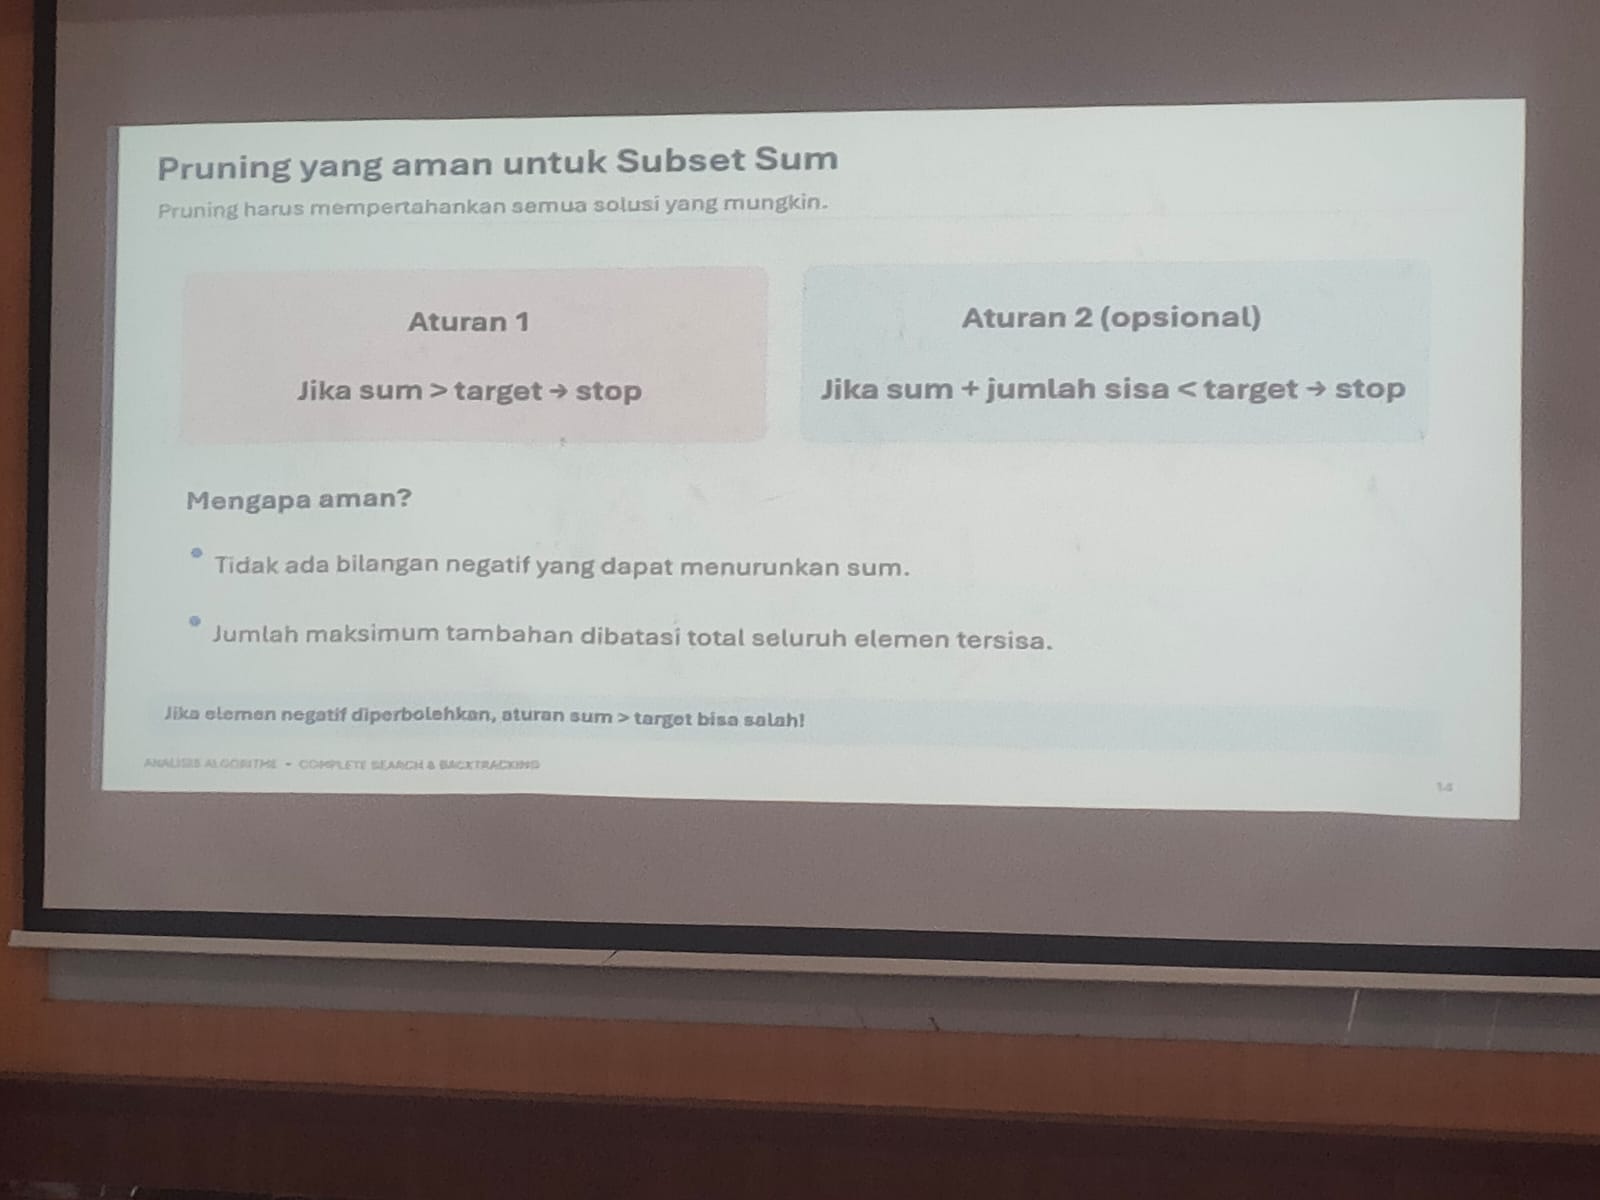 Pruning yang aman untuk Subset Sum
Pruning harus mempertahankan semua solusi yang mungkin.
Aturan 1
Jika sum > target → stop
Aturan 2 (opsional)
Jika sum + jumlah sisa < target → stop
Mengapa aman?
• Tidak ada bilangan negatif yang dapat menurunkan sum.
• Jumlah maksimum tambahan dibatasi total seluruh elemen tersisa.
Jika elemen negatif diperbolehkan, aturan sum > target bisa salah!
ANALISIS ALGORITME • COMPLETE SEARCH & BACKTRACKING
14